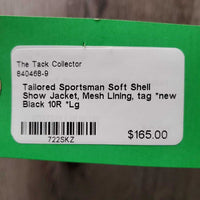 The Tack Collector
640468-9
Tailored Sportsman Soft Shell
Show Jacket, Mesh Lining, tag *new
Black 10R *Lg
$165.00
7225KZ